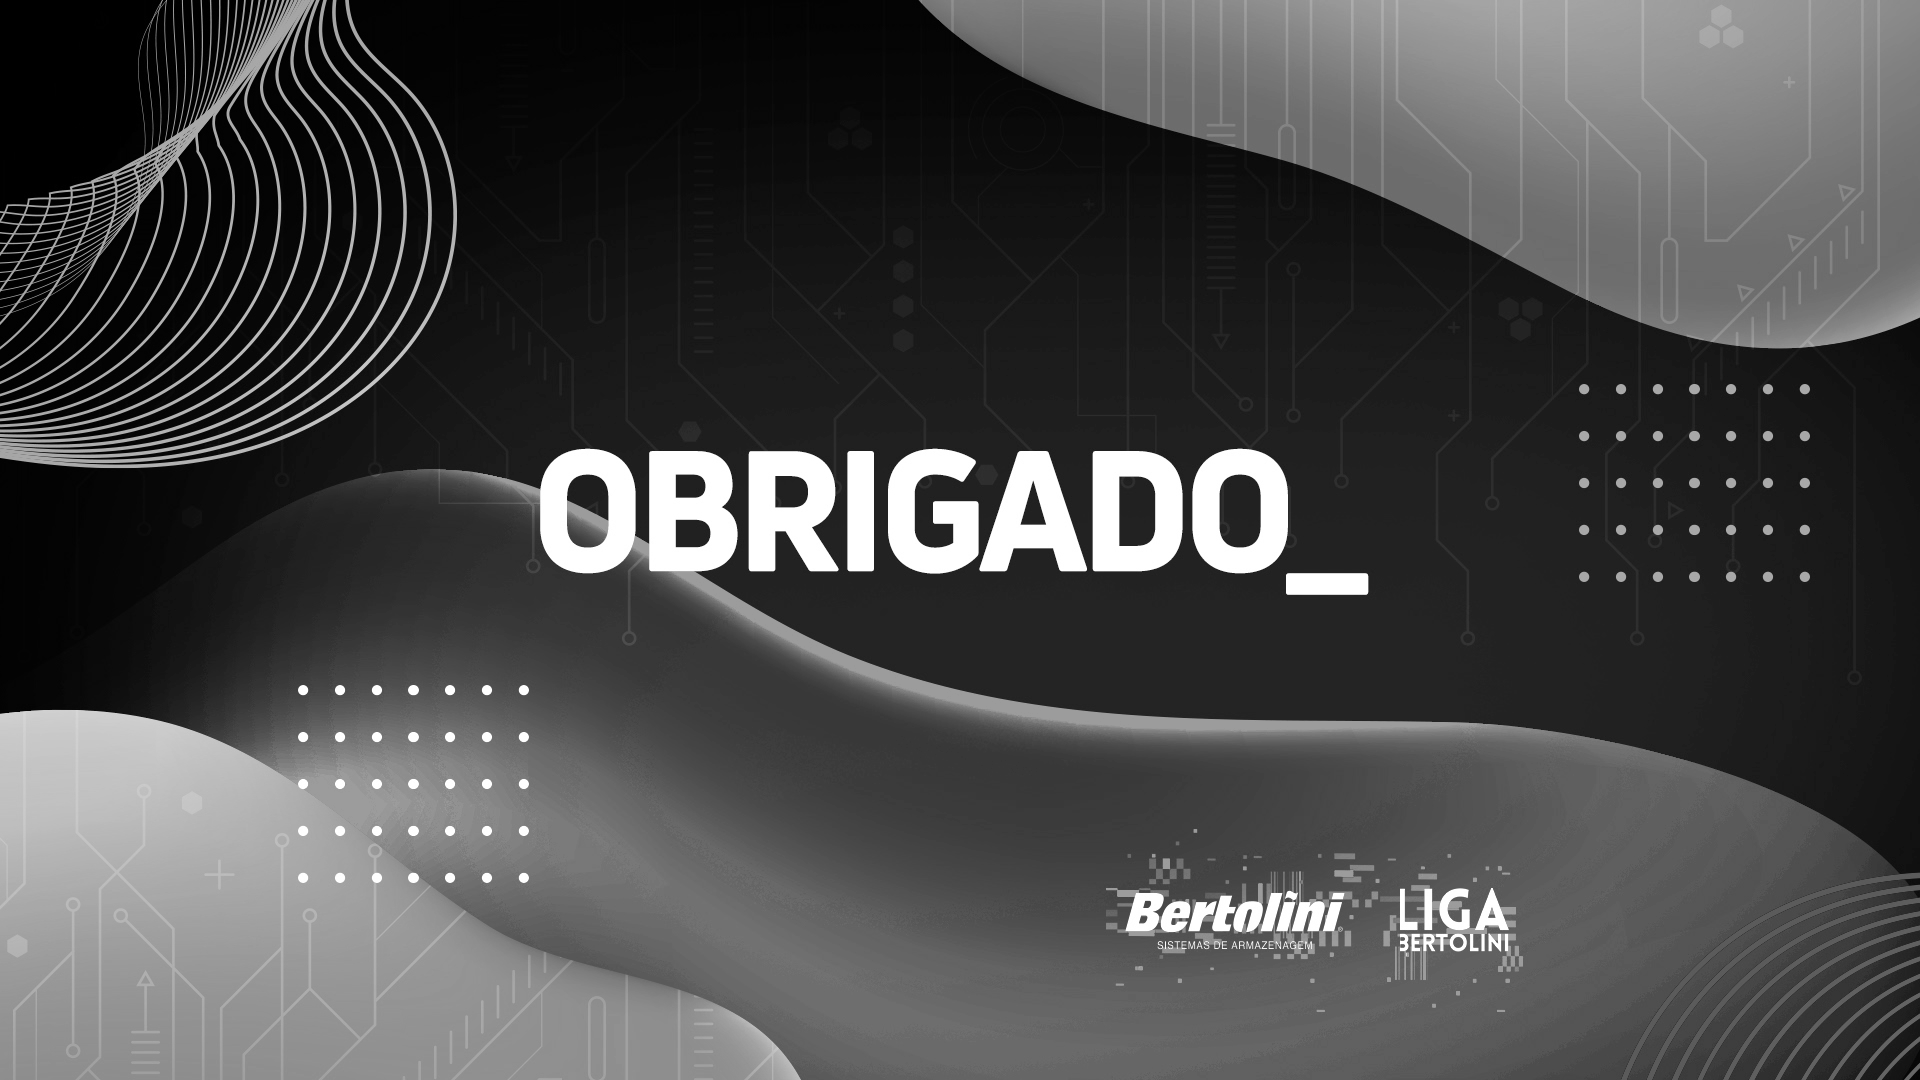 OBRIGADO_
Bertolini
SISTEMAS DE ARMAZENAGEM
LIGA
BERTOLINI